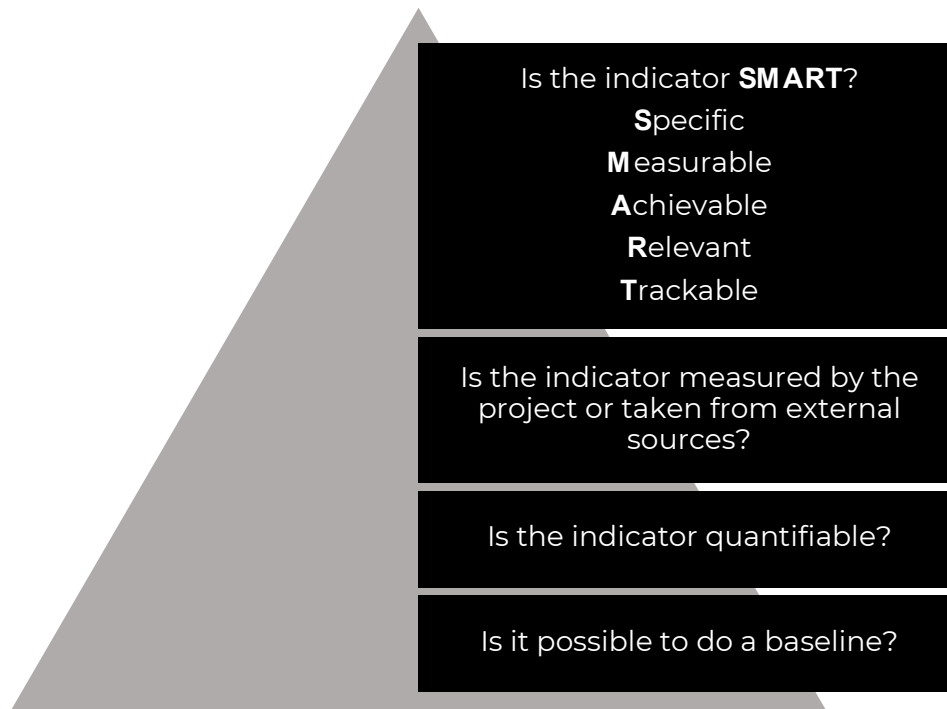 Is the indicator SMART?
Specific
Measurable
Achievable
Relevant
Trackable
Is the indicator measured by the
project or taken from external
sources?
Is the indicator quantifiable?
Is it possible to do a baseline?